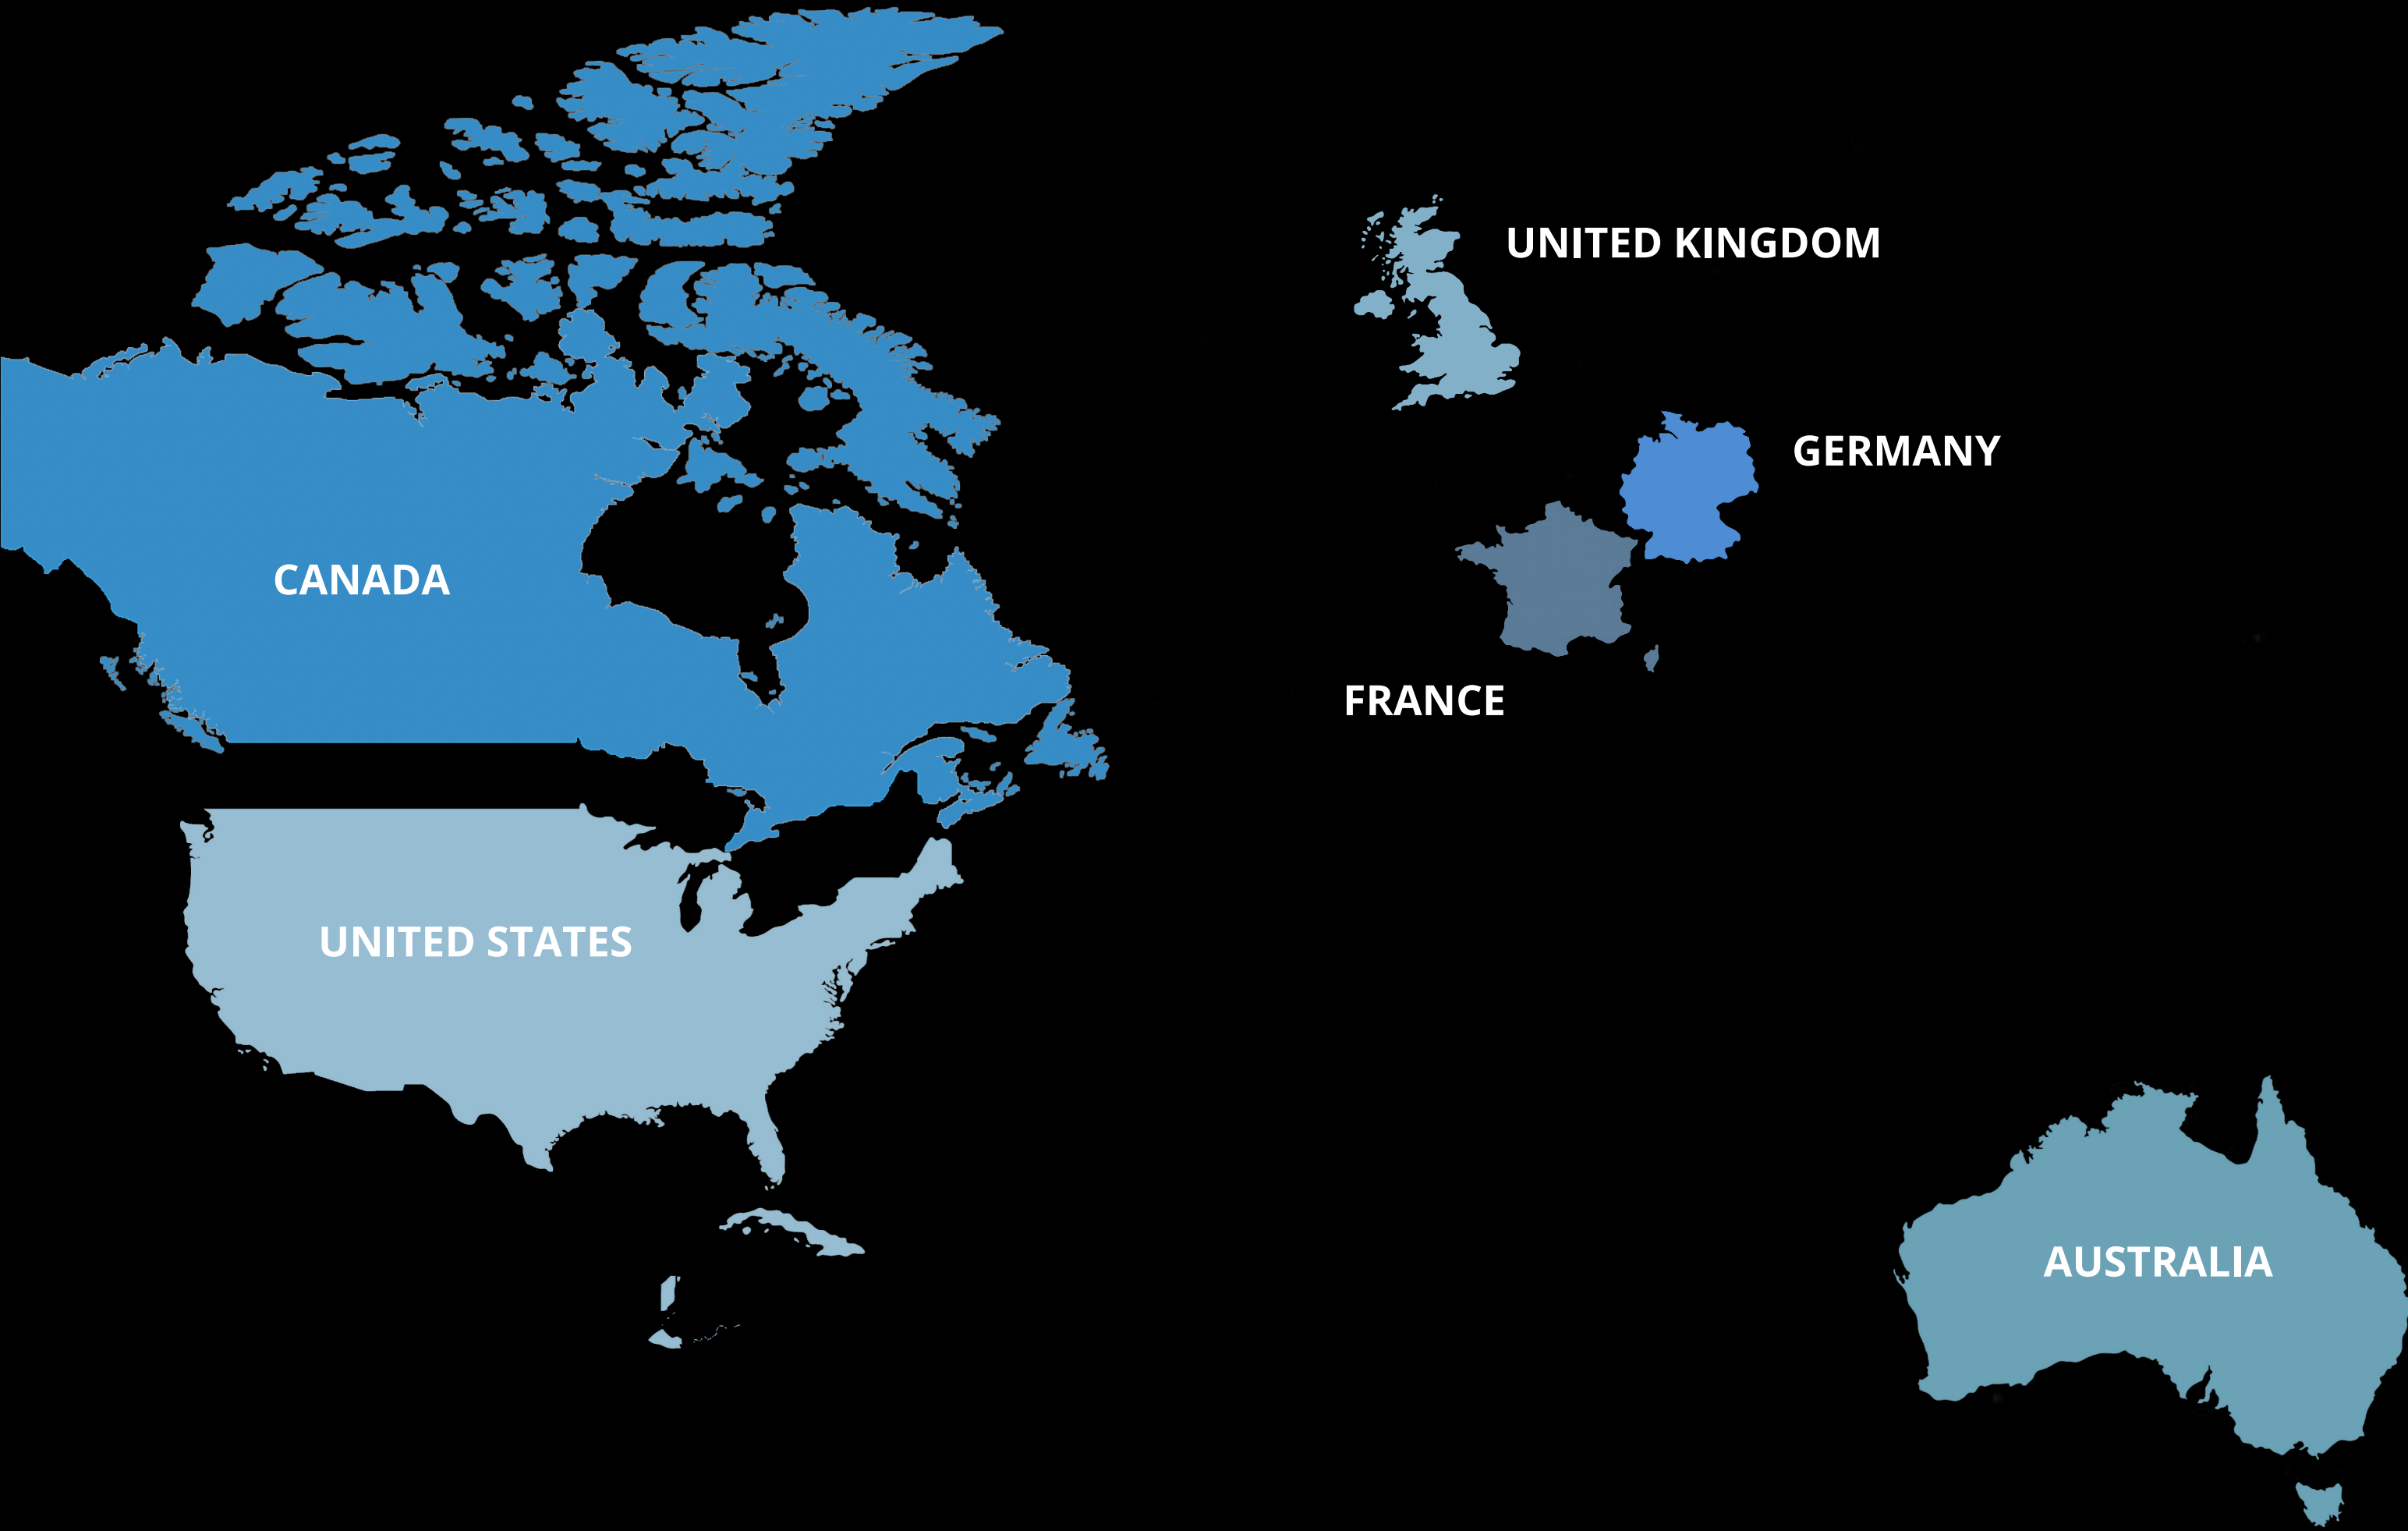 UNITED KINGDOM
GERMANY
CANADA
FRANCE
UNITED STATES
AUSTRALIA